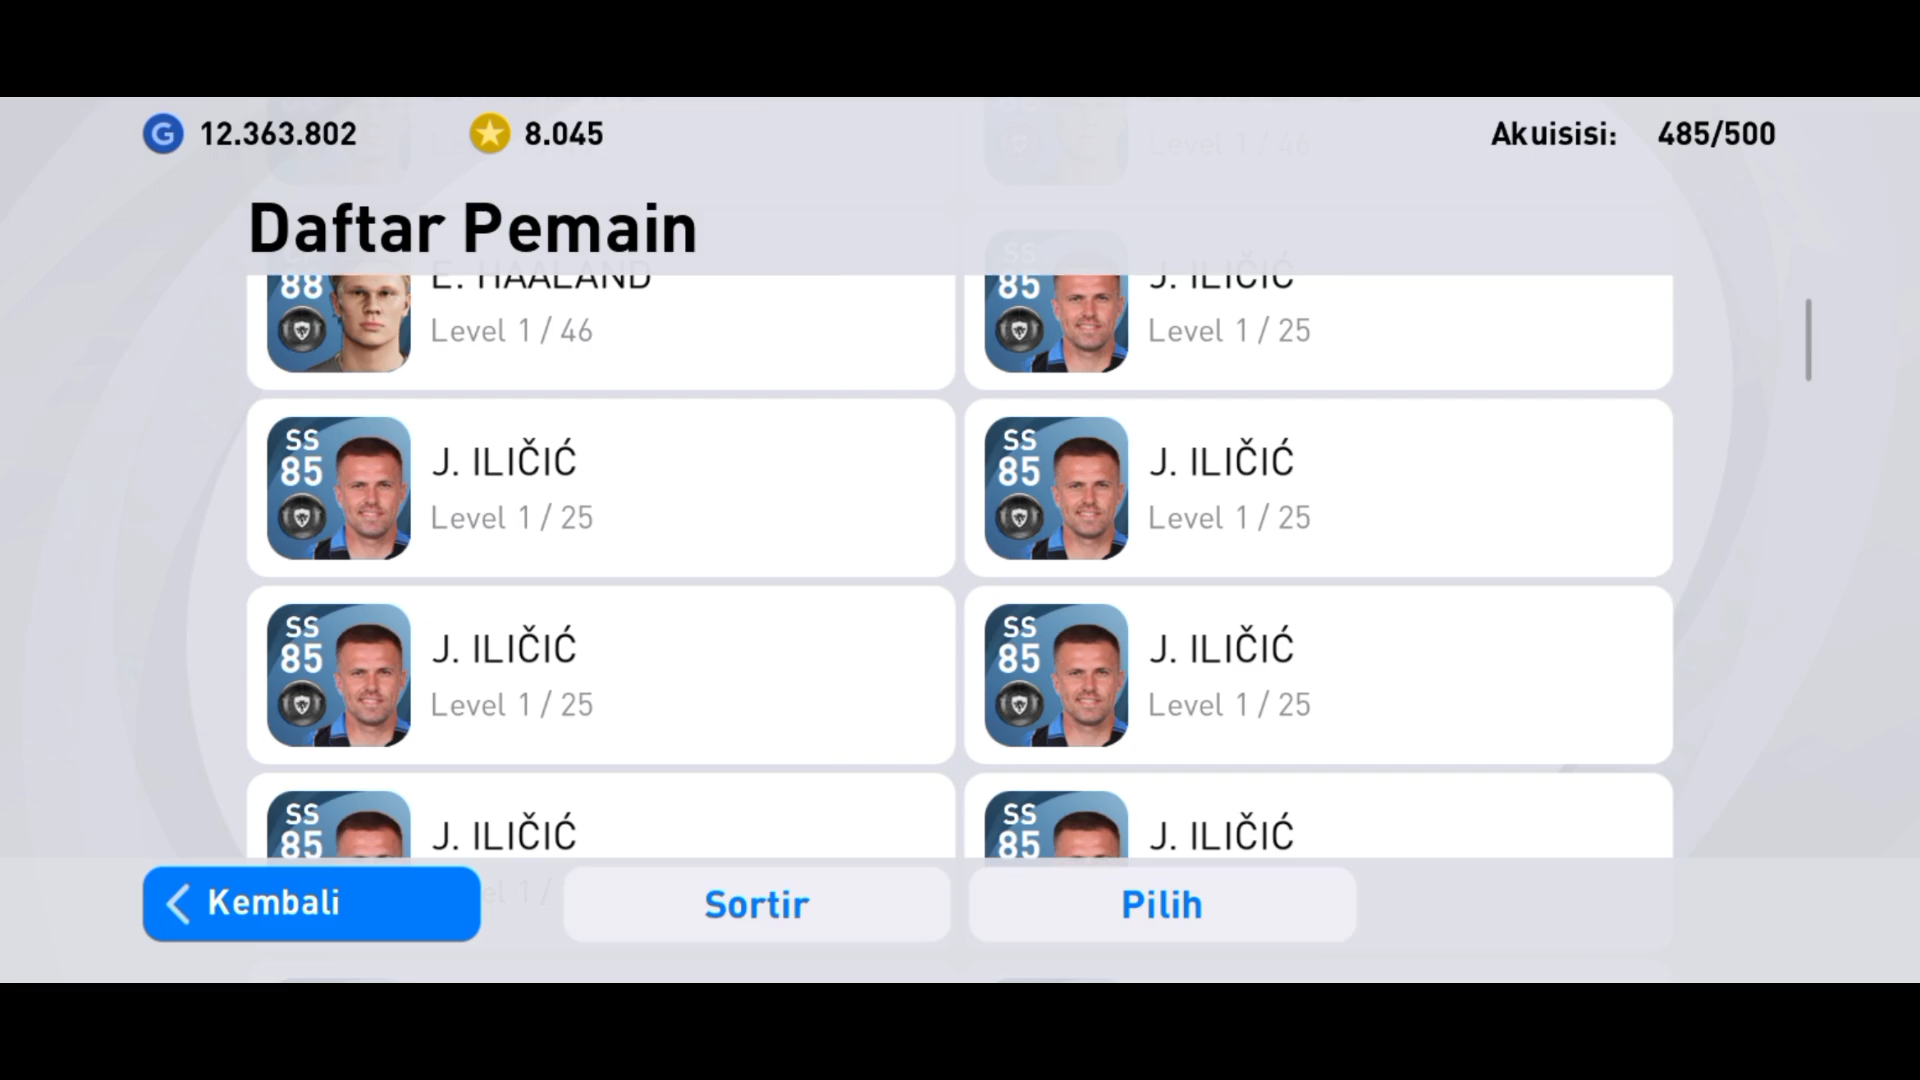 12.363.802
8.045
Akuisisi: 485/500
Daftar Pemain
88
E. HAALAND
Level 1 / 46
85
J. ILIČIĆ
Level 1 / 25
SS
85
J. ILIČIĆ
Level 1 / 25
SS
85
J. ILIČIĆ
Level 1 / 25
SS
85
J. ILIČIĆ
Level 1 / 25
SS
85
J. ILIČIĆ
Level 1 / 25
SS
85
J. ILIČIĆ
SS
85
J. ILIČIĆ
Kembali
Sortir
Pilih